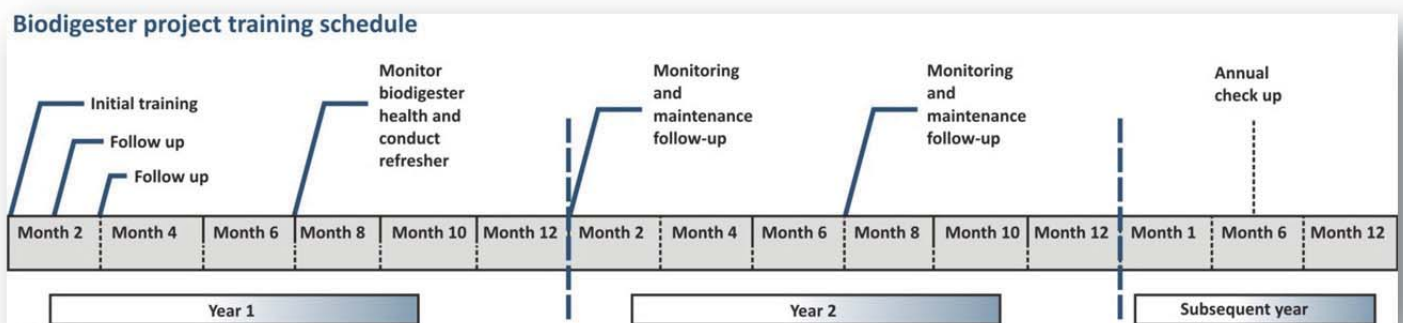 Biodigester project training schedule
Initial training
Follow up
Follow up
Monitor
biodigester
health and
conduct
refresher
Monitoring
and
maintenance
follow-up
Monitoring
and
maintenance
follow-up
Annual
check up
Month 2 Month 4 Month 6 Month 8 Month 10 Month 12 Month 2 Month 4 Month 6 Month 8 Month 10 Month 12 Month 1 Month 6 Month 12
Year 1 Year 2 Subsequent year